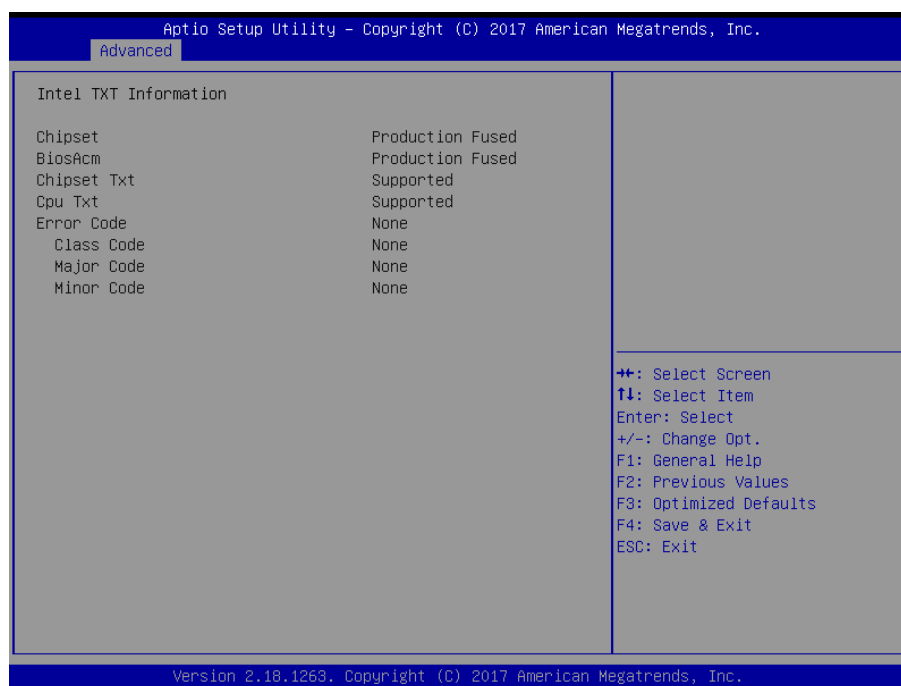 Aptio Setup Utility – Copyright (C) 2017 American Megatrends, Inc.
Advanced
Intel TXT Information
Chipset Production Fused
BiosAcm Production Fused
Chipset Txt Supported
Cpu Txt Supported
Error Code None
Class Code None
Major Code None
Minor Code None
→←: Select Screen
↑↓: Select Item
Enter: Select
+/-: Change Opt.
F1: General Help
F2: Previous Values
F3: Optimized Defaults
F4: Save & Exit
ESC: Exit
Version 2.18.1263. Copyright (C) 2017 American Megatrends, Inc.